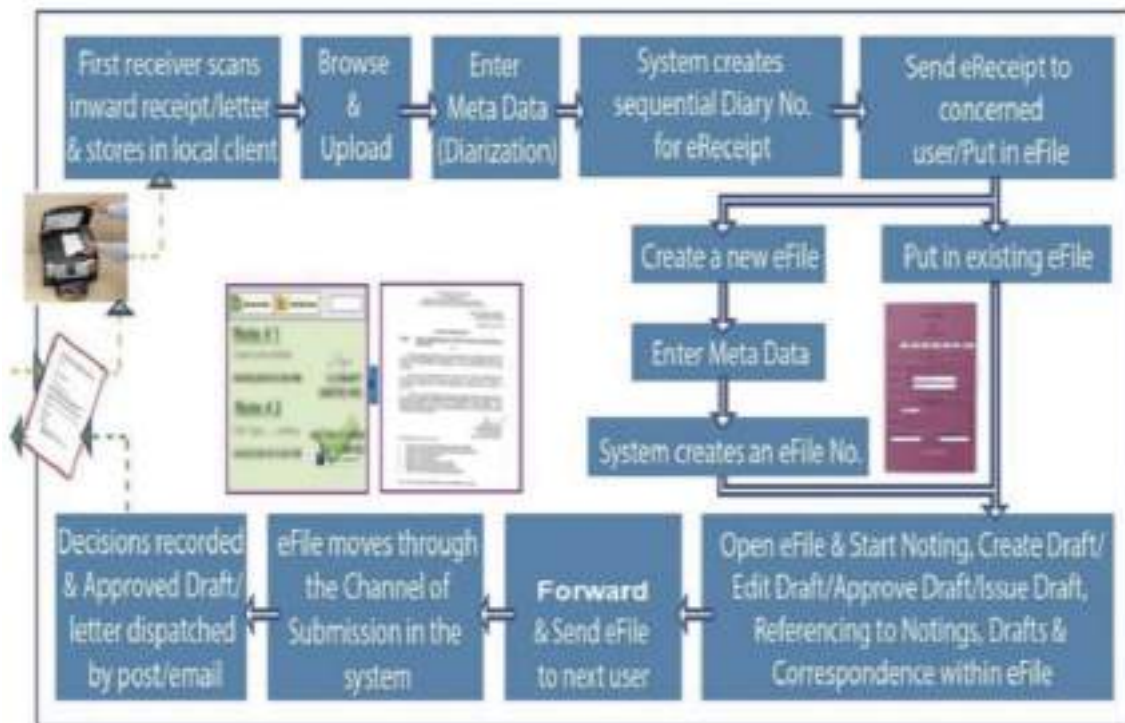 First receiver scans
inward receipt/letter
& stores in local client
Browse
&
Upload
Enter
Meta Data
(Diarization)
System creates
sequential Diary No.
for eReceipt
Send eReceipt to
concerned
user/Put in eFile
Create a new eFile
Put in existing eFile
Enter Meta Data
System creates an eFile No.
Note # 1
Note # 2
Decisions recorded
& Approved Draft/
letter dispatched
by post/email
eFile moves through
the Channel of
Submission in the
system
Forward
& Send eFile
to next user
Open eFile & Start Noting, Create Draft/
Edit Draft/Approve Draft/Issue Draft,
Referencing to Notings, Drafts &
Correspondence within eFile